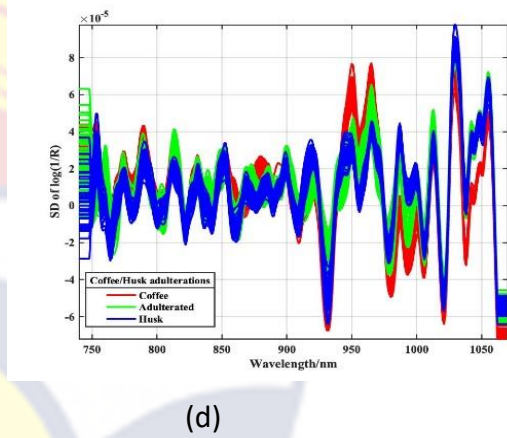 ×10⁻⁵
8
6
4
2
0
-2
-4
-6
SD of log(1/R)
Coffee/Husk adulterations
Coffee
Adulterated
Husk
750 800 850 900 950 1000 1050
Wavelength/nm
(d)